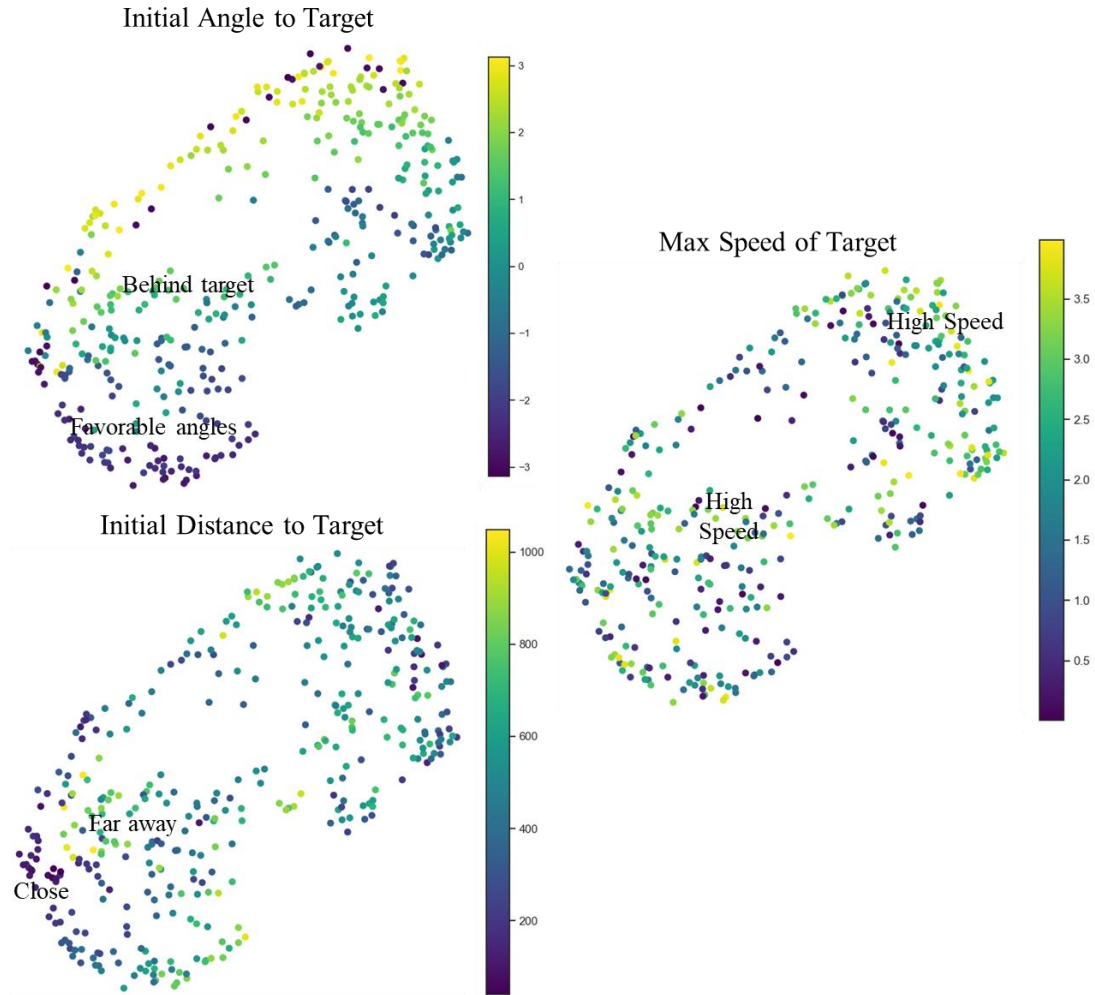 Initial Angle to Target
3
2
1
0
−1
−2
−3
Behind target
Favorable angles
Max Speed of Target
High Speed
High
Speed
3.5
3.0
2.5
2.0
1.5
1.0
0.5
Initial Distance to Target
1000
800
600
400
200
Far away
Close